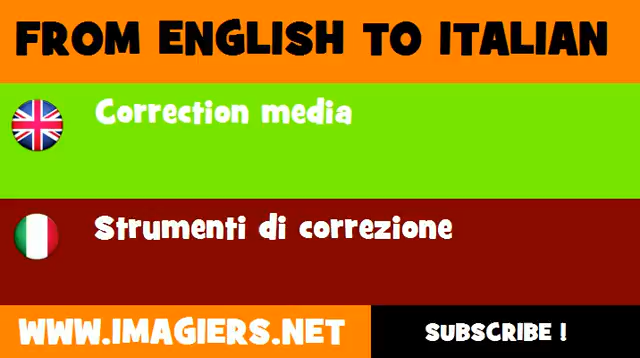 FROM ENGLISH TO ITALIAN
Correction media
Strumenti di correzione
WWW.IMAGIERS.NET
SUBSCRIBE !